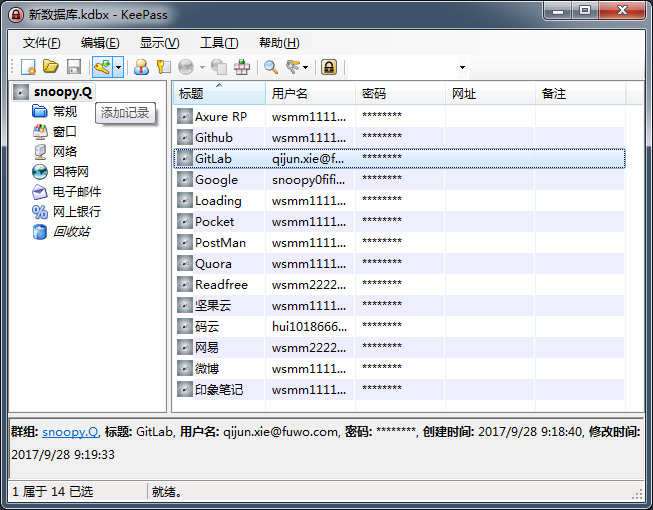 新数据库.kdbx - KeePass
文件(F) 编辑(E) 显示(V) 工具(T) 帮助(H)
snoopy.Q
添加记录
常规
窗口
网络
因特网
电子邮件
网上银行
回收站
标题 用户名 密码 网址 备注
Axure RP wsmm1111... ********
Github wsmm1111... ********
GitLab qijun.xie@f... ********
Google snoopy0fifi... ********
Loading wsmm1111... ********
Pocket wsmm1111... ********
PostMan wsmm1111... ********
Quora wsmm1111... ********
Readfree wsmm2222... ********
坚果云 wsmm1111... ********
码云 hui1018666... ********
网易 wsmm2222... ********
微博 wsmm1111... ********
印象笔记 wsmm1111... ********
群组: snoopy.Q, 标题: GitLab, 用户名: qijun.xie@fuwo.com, 密码: ********, 创建时间: 2017/9/28 9:18:40, 修改时间:
2017/9/28 9:19:33
1 属于 14 已选 就绪。